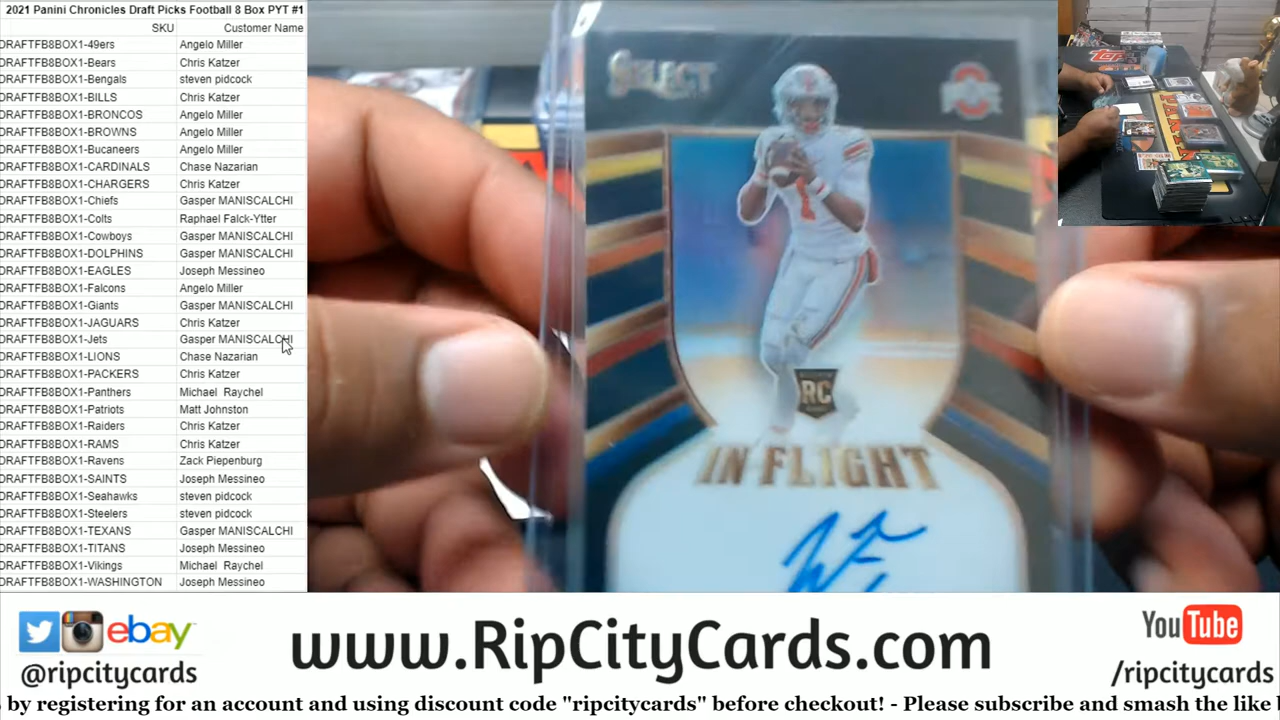 2021 Panini Chronicles Draft Picks Football 8 Box PYT #1
SKU Customer Name
DRAFTFB8BOX1-49ers Angelo Miller
DRAFTFB8BOX1-Bears Chris Katzer
DRAFTFB8BOX1-Bengals steven pidcock
DRAFTFB8BOX1-BILLS Chris Katzer
DRAFTFB8BOX1-BRONCOS Angelo Miller
DRAFTFB8BOX1-BROWNS Angelo Miller
DRAFTFB8BOX1-Bucaneers Angelo Miller
DRAFTFB8BOX1-CARDINALS Chase Nazarian
DRAFTFB8BOX1-CHARGERS Chris Katzer
DRAFTFB8BOX1-Chiefs Gasper MANISCALCHI
DRAFTFB8BOX1-Colts Raphael Falck-Ytter
DRAFTFB8BOX1-Cowboys Gasper MANISCALCHI
DRAFTFB8BOX1-DOLPHINS Gasper MANISCALCHI
DRAFTFB8BOX1-EAGLES Joseph Messineo
DRAFTFB8BOX1-Falcons Angelo Miller
DRAFTFB8BOX1-Giants Gasper MANISCALCHI
DRAFTFB8BOX1-JAGUARS Chris Katzer
DRAFTFB8BOX1-Jets Gasper MANISCALCHI
DRAFTFB8BOX1-LIONS Chase Nazarian
DRAFTFB8BOX1-PACKERS Chris Katzer
DRAFTFB8BOX1-Panthers Michael Raychel
DRAFTFB8BOX1-Patriots Matt Johnston
DRAFTFB8BOX1-Raiders Chris Katzer
DRAFTFB8BOX1-RAMS Chris Katzer
DRAFTFB8BOX1-Ravens Zack Piepenburg
DRAFTFB8BOX1-SAINTS Joseph Messineo
DRAFTFB8BOX1-Seahawks steven pidcock
DRAFTFB8BOX1-Steelers steven pidcock
DRAFTFB8BOX1-TEXANS Gasper MANISCALCHI
DRAFTFB8BOX1-TITANS Joseph Messineo
DRAFTFB8BOX1-Vikings Michael Raychel
DRAFTFB8BOX1-WASHINGTON Joseph Messineo
SELECT
1
RC
IN FLIGHT
Topps
PANINI
ebay
@ripcitycards
www.RipCityCards.com
YouTube
/ripcitycards
by registering for an account and using discount code "ripcitycards" before checkout! - Please subscribe and smash the like